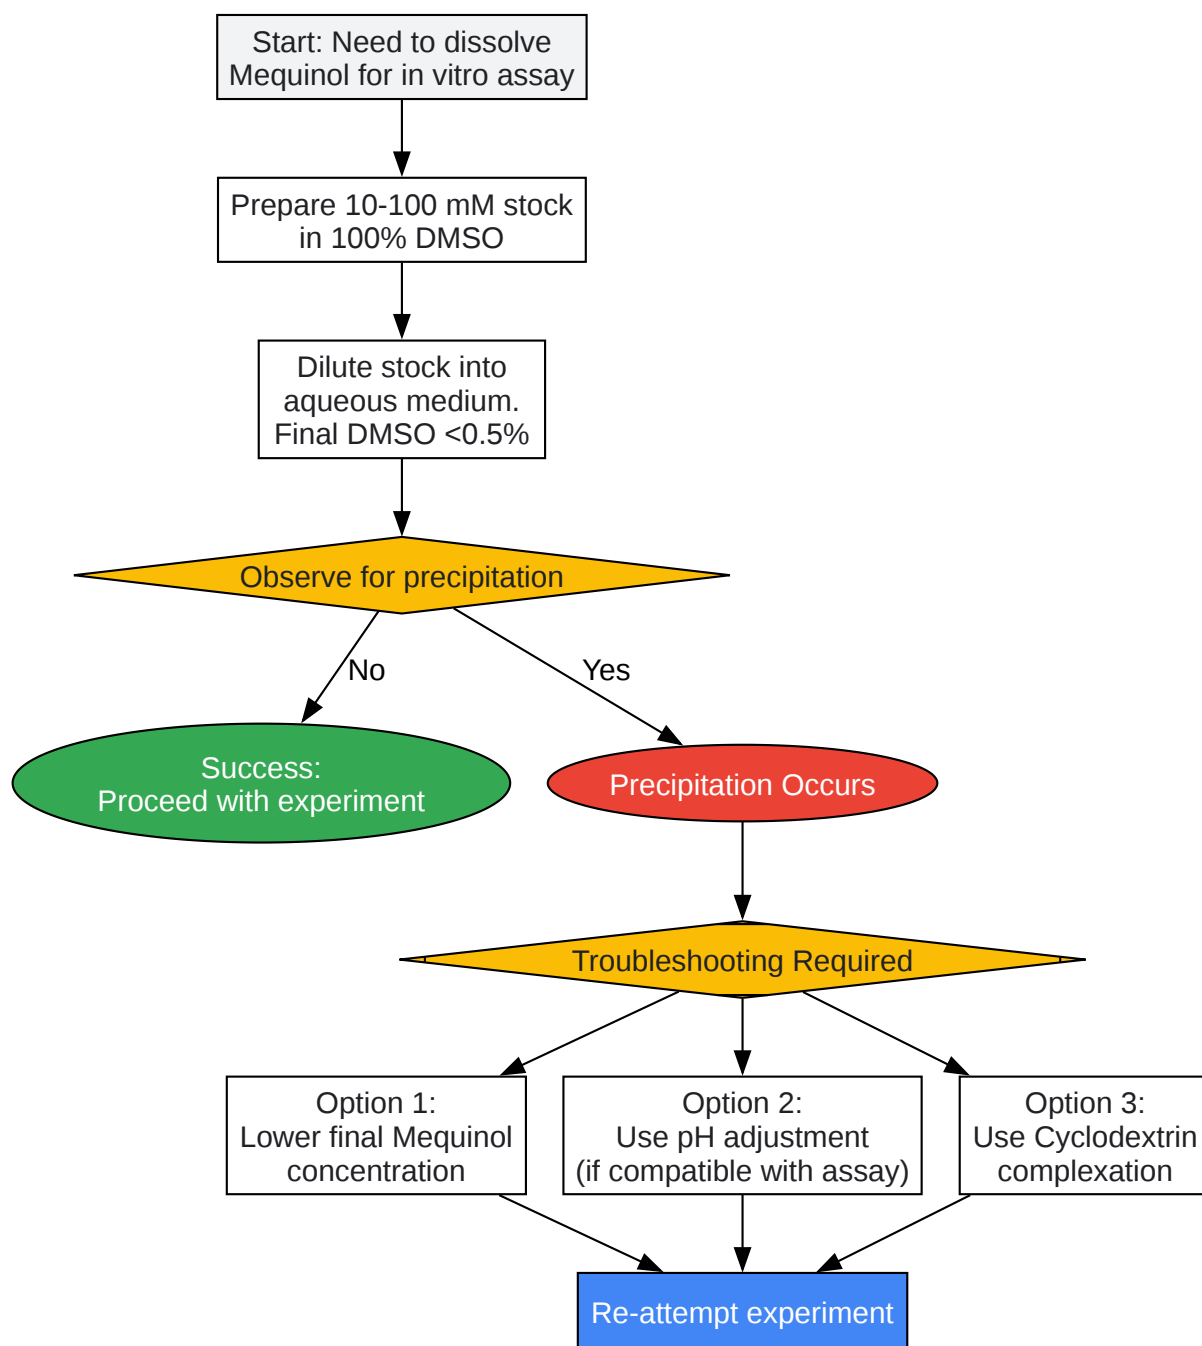 Start: Need to dissolve
Mequinol for in vitro assay
Prepare 10-100 mM stock
in 100% DMSO
Dilute stock into
aqueous medium.
Final DMSO <0.5%
Observe for precipitation
No
Yes
Success:
Proceed with experiment
Precipitation Occurs
Troubleshooting Required
Option 1:
Lower final Mequinol
concentration
Option 2:
Use pH adjustment
(if compatible with assay)
Option 3:
Use Cyclodextrin
complexation
Re-attempt experiment